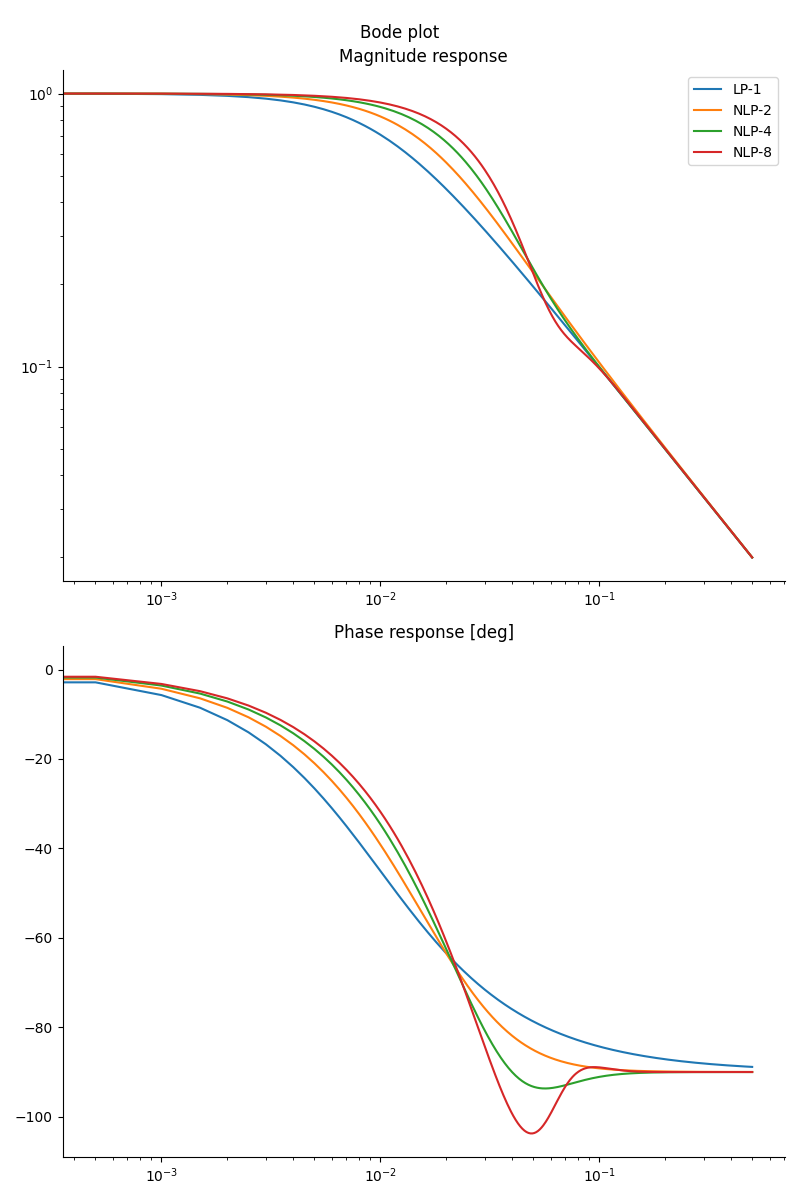 Bode plot
Magnitude response
10⁰
10⁻¹
LP-1
NLP-2
NLP-4
NLP-8
10⁻³ 10⁻² 10⁻¹
Phase response [deg]
0
−20
−40
−60
−80
−100
10⁻³ 10⁻² 10⁻¹